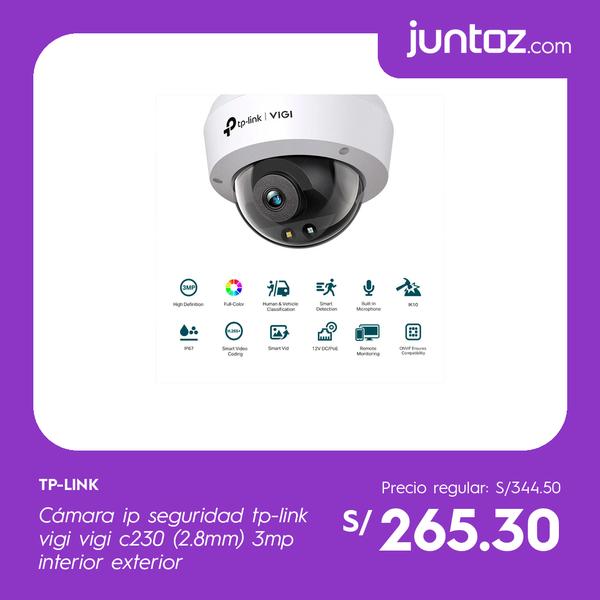 juntoz.com
tp-link | VIGI
3MP
High Definition
Full-Color
Human & Vehicle
Classification
Smart
Detection
Built-in
Microphone
IK10
IP67
H.265+
Smart Video
Coding
Smart Vid
12V DC/PoE
Remote
Monitoring
ONVIF Ensures
Compatibility
TP-LINK
Cámara ip seguridad tp-link
vigi vigi c230 (2.8mm) 3mp
interior exterior
Precio regular: S/344.50
S/ 265.30